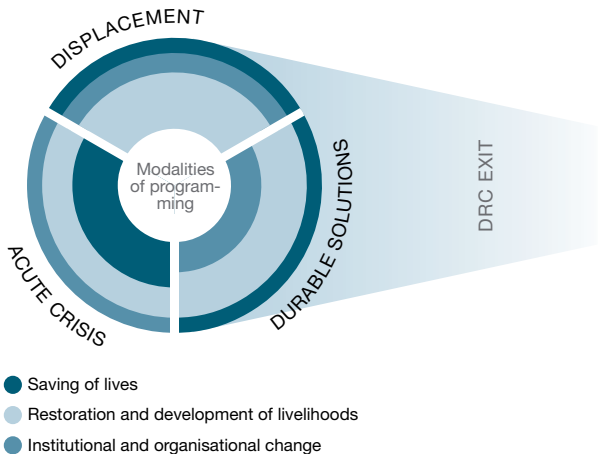 DISPLACEMENT
Modalities
of program-
ming
DRC EXIT
DURABLE SOLUTIONS
ACUTE CRISIS
Saving of lives
Restoration and development of livelihoods
Institutional and organisational change